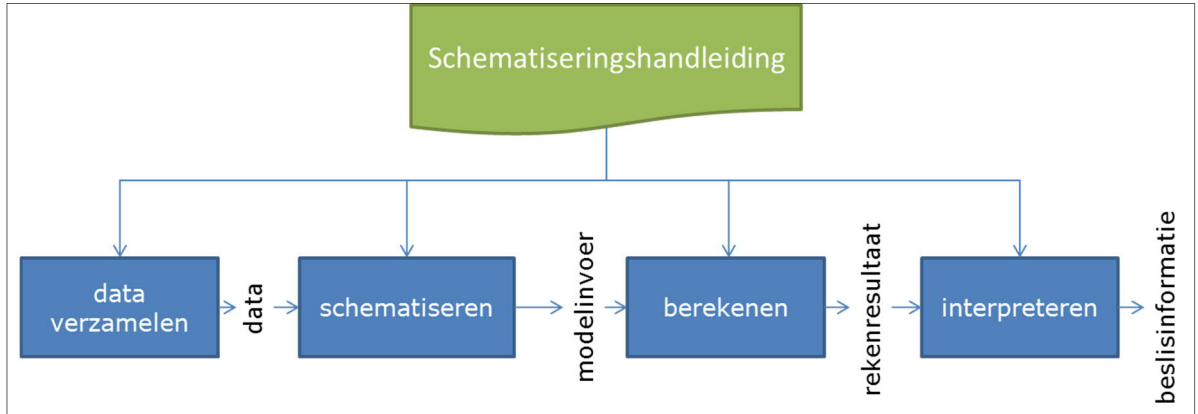 Schematiseringshandleiding
data
verzamelen
data
schematiseren
modelinvoer
berekenen
rekenresultaat
interpreteren
beslisinformatie